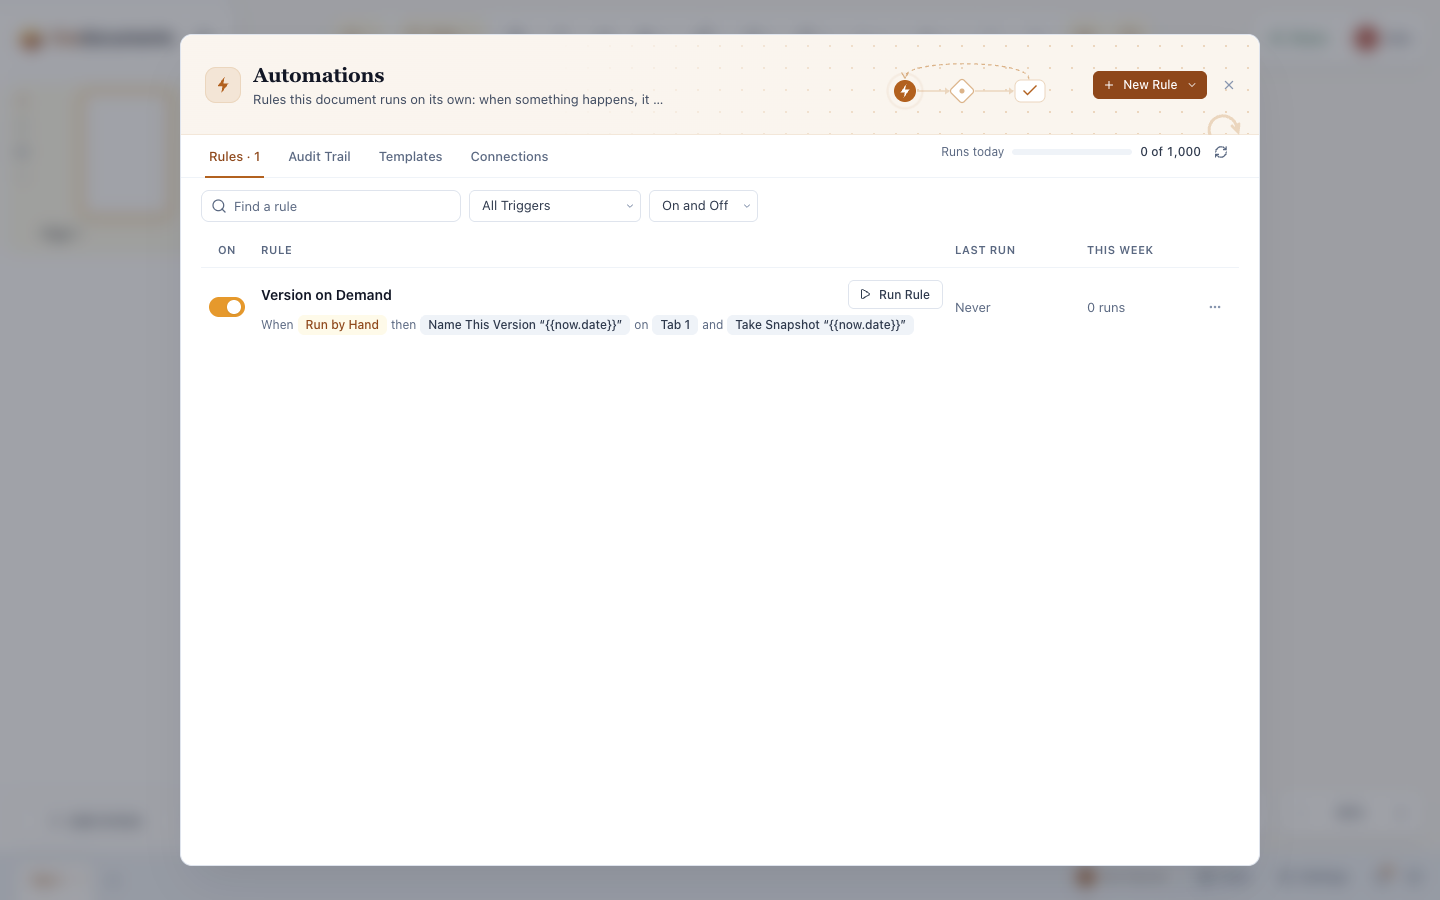 Automations
Rules this document runs on its own: when something happens, it ...
New Rule
Rules · 1
Audit Trail
Templates
Connections
Runs today
0 of 1,000
Find a rule
All Triggers
On and Off
ON
RULE
LAST RUN
THIS WEEK
Version on Demand
Run Rule
When Run by Hand then Name This Version “{{now.date}}” on Tab 1 and Take Snapshot “{{now.date}}”
Never
0 runs